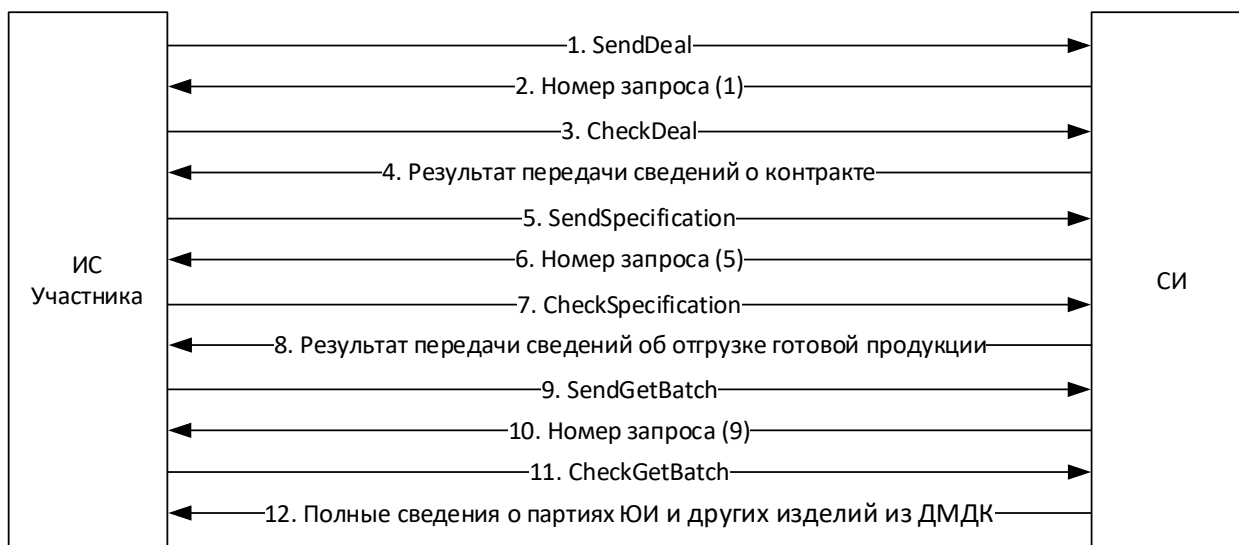 1. SendDeal
2. Номер запроса (1)
3. CheckDeal
4. Результат передачи сведений о контракте
5. SendSpecification
ИС
Участника
6. Номер запроса (5)
СИ
7. CheckSpecification
8. Результат передачи сведений об отгрузке готовой продукции
9. SendGetBatch
10. Номер запроса (9)
11. CheckGetBatch
12. Полные сведения о партиях ЮИ и других изделий из ДМДК